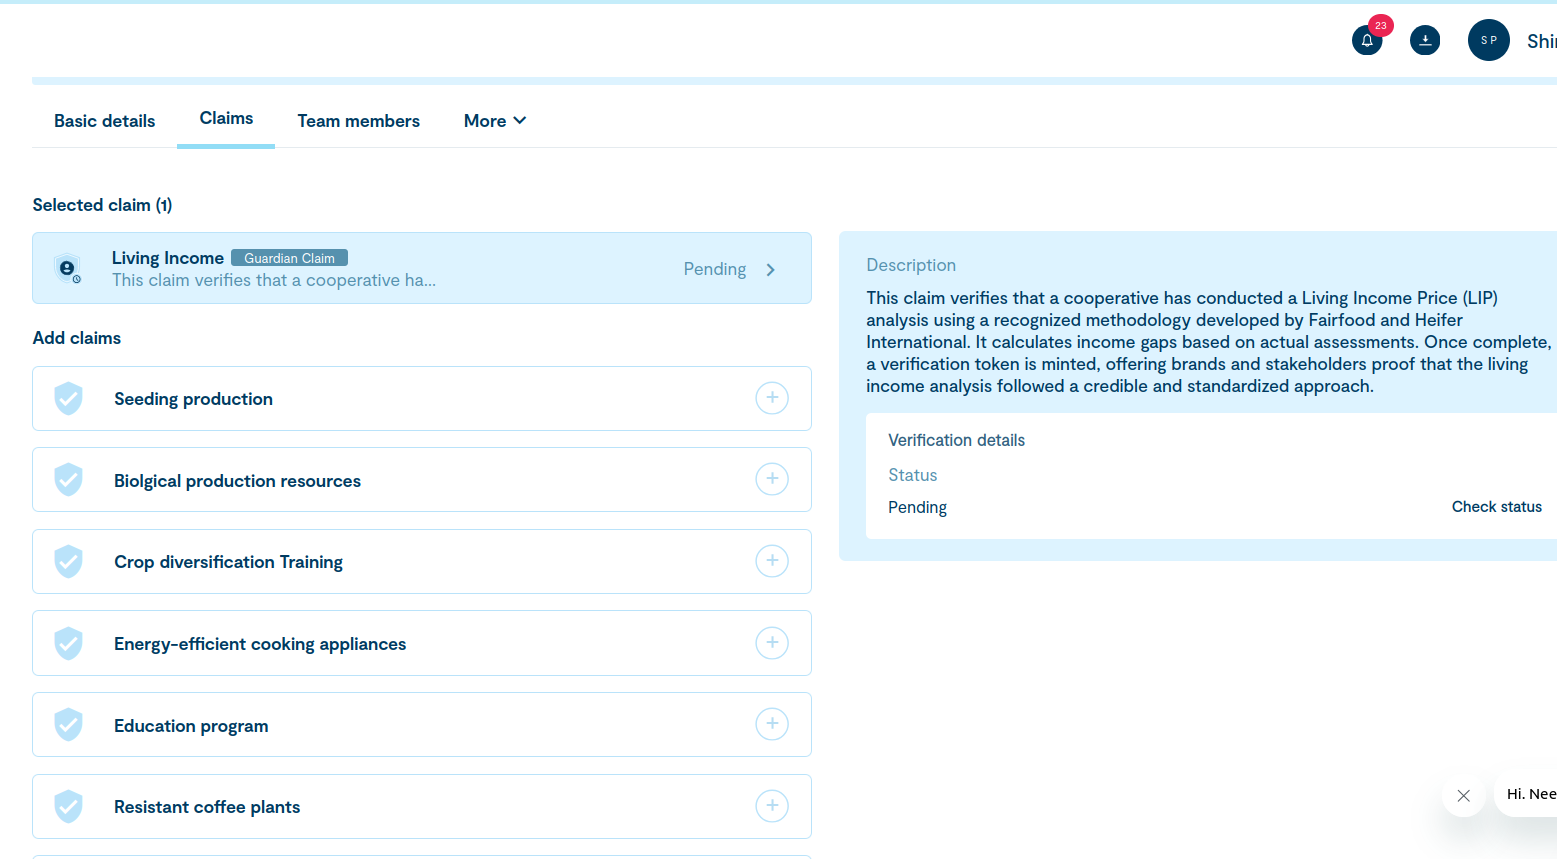 23
S P
Shi
Basic details
Claims
Team members
More
Selected claim (1)
Living Income
Guardian Claim
This claim verifies that a cooperative ha...
Pending
Add claims
Seeding production
Biolgical production resources
Crop diversification Training
Energy-efficient cooking appliances
Education program
Resistant coffee plants
Description
This claim verifies that a cooperative has conducted a Living Income Price (LIP)
analysis using a recognized methodology developed by Fairfood and Heifer
International. It calculates income gaps based on actual assessments. Once complete,
a verification token is minted, offering brands and stakeholders proof that the living
income analysis followed a credible and standardized approach.
Verification details
Status
Pending
Check status
Hi. Nee